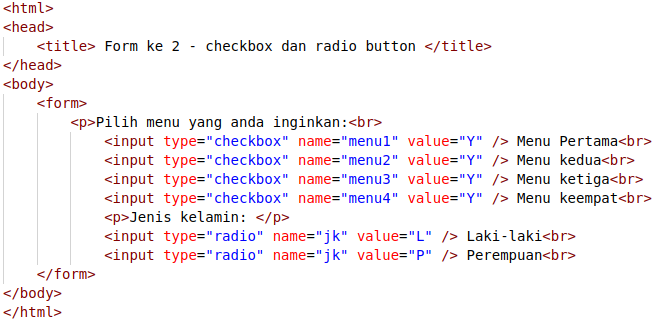 <html>
<head>
<title> Form ke 2 - checkbox dan radio button </title>
</head>
<body>
<form>
<p>Pilih menu yang anda inginkan:<br>
<input type="checkbox" name="menu1" value="Y" /> Menu Pertama<br>
<input type="checkbox" name="menu2" value="Y" /> Menu kedua<br>
<input type="checkbox" name="menu3" value="Y" /> Menu ketiga<br>
<input type="checkbox" name="menu4" value="Y" /> Menu keempat<br>
<p>Jenis kelamin: </p>
<input type="radio" name="jk" value="L" /> Laki-laki<br>
<input type="radio" name="jk" value="P" /> Perempuan<br>
</form>
</body>
</html>